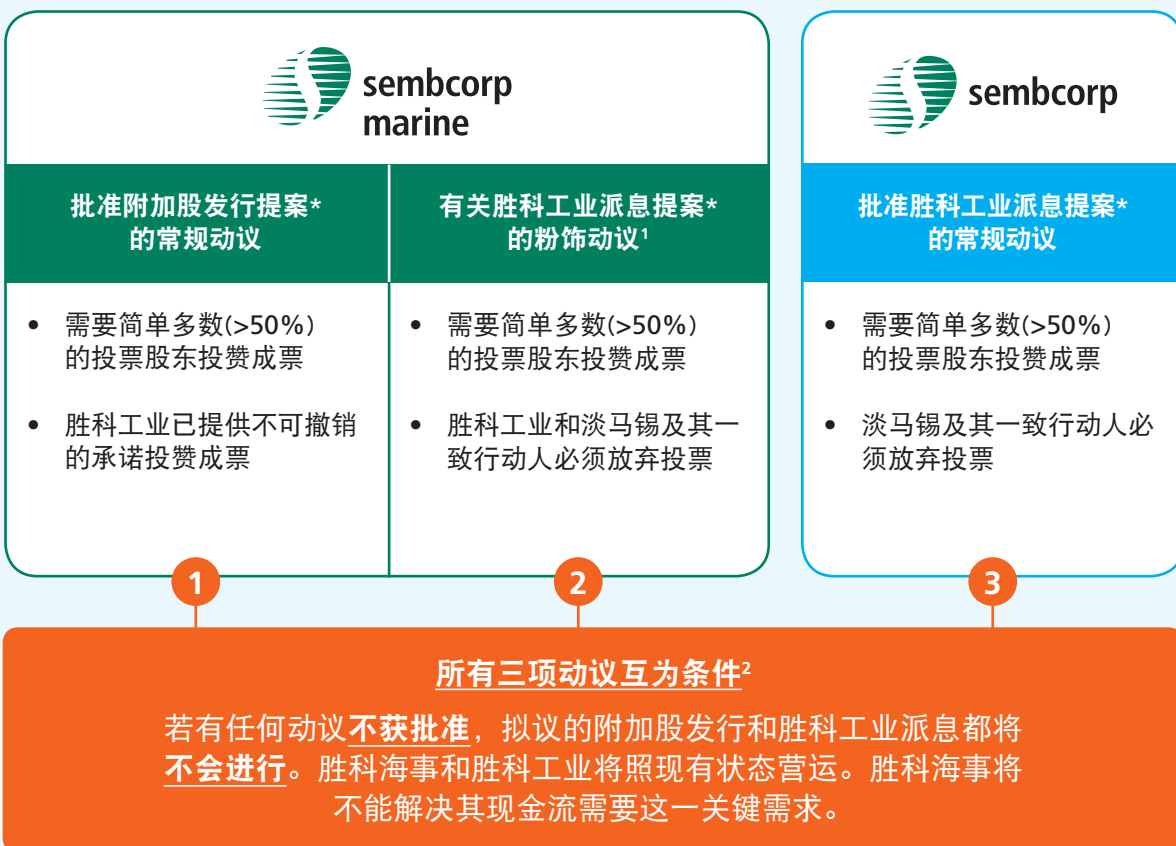 sembcorp
marine
批准附加股发行提案*
的常规动议
需要简单多数(>50%)
的投票股东投赞成票
胜科工业已提供不可撤销
的承诺投赞成票
1
有关胜科工业派息提案*
的粉饰动议¹
需要简单多数(>50%)
的投票股东投赞成票
胜科工业和淡马锡及其一
致行动人必须放弃投票
2
sembcorp
批准胜科工业派息提案*
的常规动议
需要简单多数(>50%)
的投票股东投赞成票
淡马锡及其一致行动人必
须放弃投票
3
所有三项动议互为条件²
若有任何动议不获批准，拟议的附加股发行和胜科工业派息都将
不会进行。胜科海事和胜科工业将照现有状态营运。胜科海事将
不能解决其现金流需要这一关键需求。